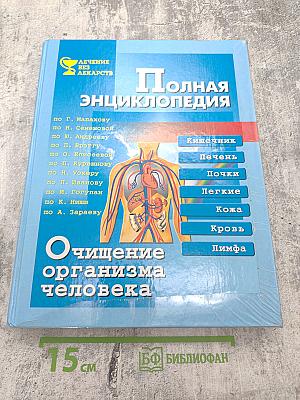 ЛЕЧЕНИЕ
БЕЗ
ЛЕКАРСТВ
ПОЛНАЯ
ЭНЦИКЛОПЕДИЯ
по Г. Малахову
по Н. Семеновой
по Ю. Андрееву
по П. Брэггу
по О. Елисеевой
по П. Куреннову
по Н. Уокеру
по П. Иванову
по И. Гогулан
по К. Ниши
по А. Зараеву
Кишечник
Печень
Почки
Легкие
Кожа
Кровь
Лимфа
Очищение
организма
человека
15 см
БФ БИБЛИОФАН